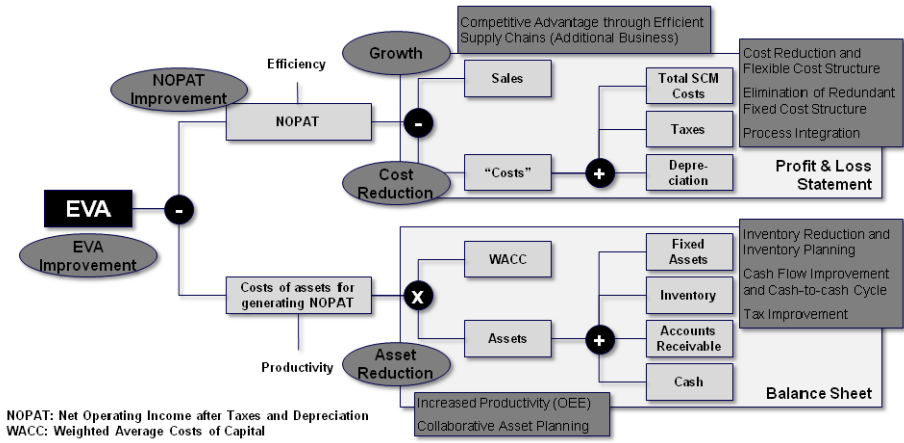 Competitive Advantage through Efficient
Supply Chains (Additional Business)
Growth
Cost Reduction and
Flexible Cost Structure
Elimination of Redundant
Fixed Cost Structure
Process Integration
Efficiency
NOPAT
Improvement
Sales
Total SCM
Costs
NOPAT
-
Taxes
Cost
Reduction
"Costs"
+
Depre-
ciation
Profit & Loss
Statement
EVA
-
EVA
Improvement
Inventory Reduction and
Inventory Planning
Cash Flow Improvement
and Cash-to-cash Cycle
Tax Improvement
WACC
Fixed
Assets
Costs of assets for
generating NOPAT
x
Inventory
Assets
+
Accounts
Receivable
Productivity
Asset
Reduction
Cash
Balance Sheet
Increased Productivity (OEE)
Collaborative Asset Planning
NOPAT: Net Operating Income after Taxes and Depreciation
WACC: Weighted Average Costs of Capital